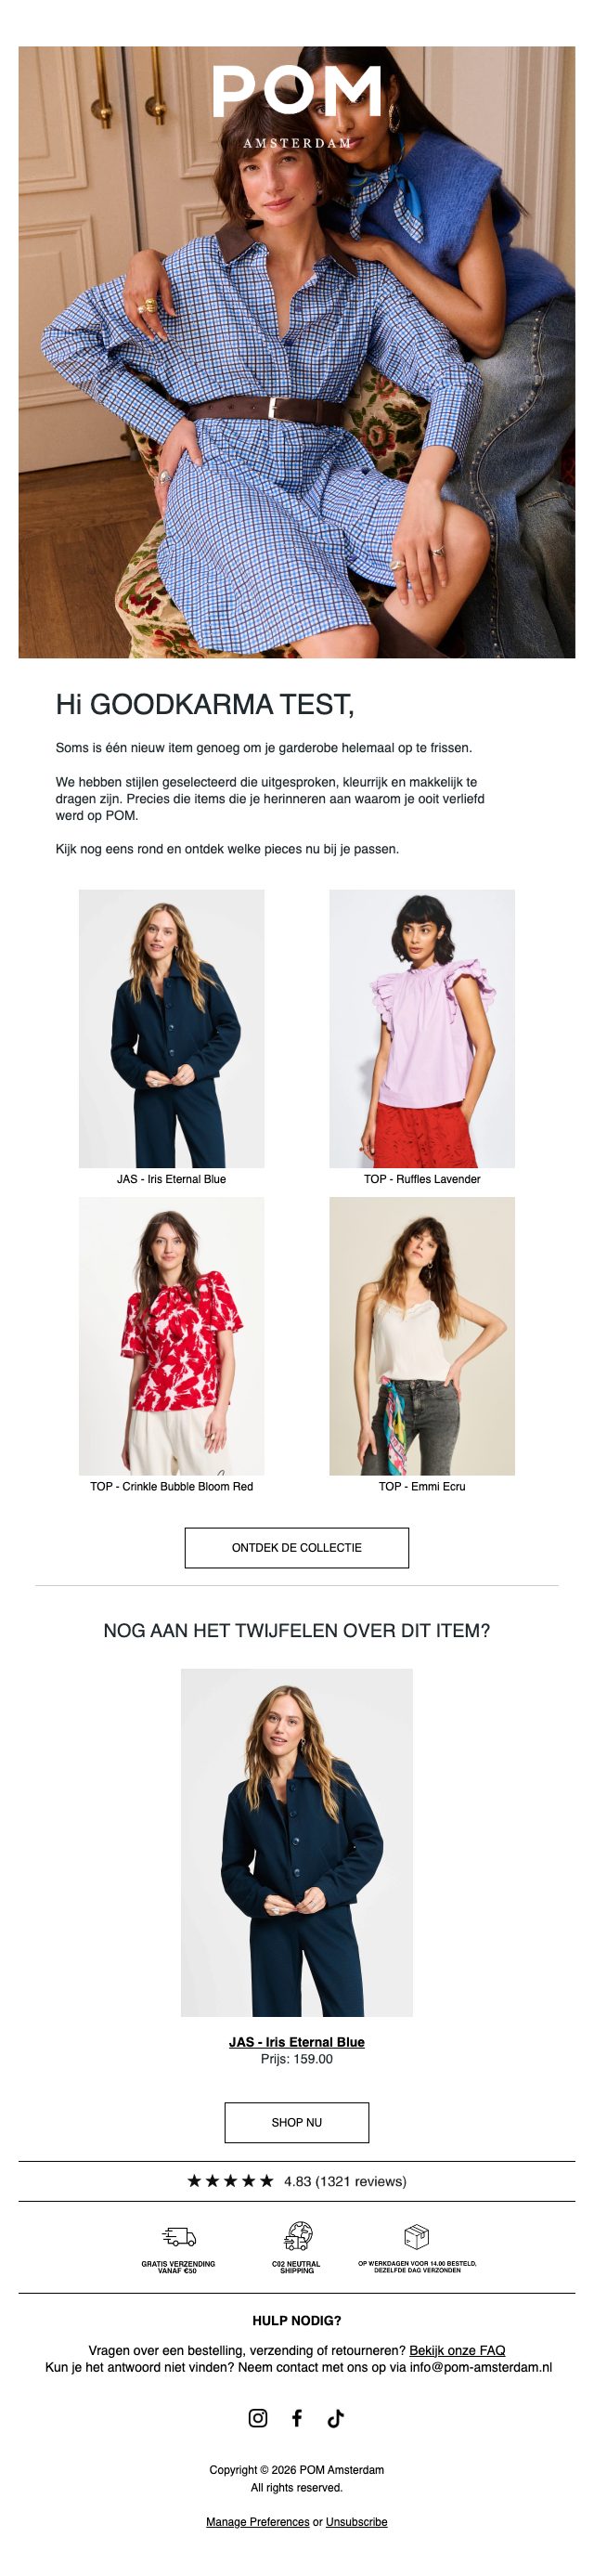 POM
AMSTERDAM
Hi GOODKARMA TEST,
Soms is één nieuw item genoeg om je garderobe helemaal op te frissen.
We hebben stijlen geselecteerd die uitgesproken, kleurrijk en makkelijk te
dragen zijn. Precies die items die je herinneren aan waarom je ooit verliefd
werd op POM.
Kijk nog eens rond en ontdek welke pieces nu bij je passen.
JAS - Iris Eternal Blue
TOP - Ruffles Lavender
TOP - Crinkle Bubble Bloom Red
TOP - Emmi Ecru
ONTDEK DE COLLECTIE
NOG AAN HET TWIJFELEN OVER DIT ITEM?
JAS - Iris Eternal Blue
Prijs: 159.00
SHOP NU
★★★★★ 4.83 (1321 reviews)
GRATIS VERZENDING
VANAF €50
C02 NEUTRAL
SHIPPING
OP WERKDAGEN VOOR 14.00 BESTELD,
DEZELFDE DAG VERZONDEN
HULP NODIG?
Vragen over een bestelling, verzending of retourneren? Bekijk onze FAQ
Kun je het antwoord niet vinden? Neem contact met ons op via info@pom-amsterdam.nl
Copyright © 2026 POM Amsterdam
All rights reserved.
Manage Preferences or Unsubscribe